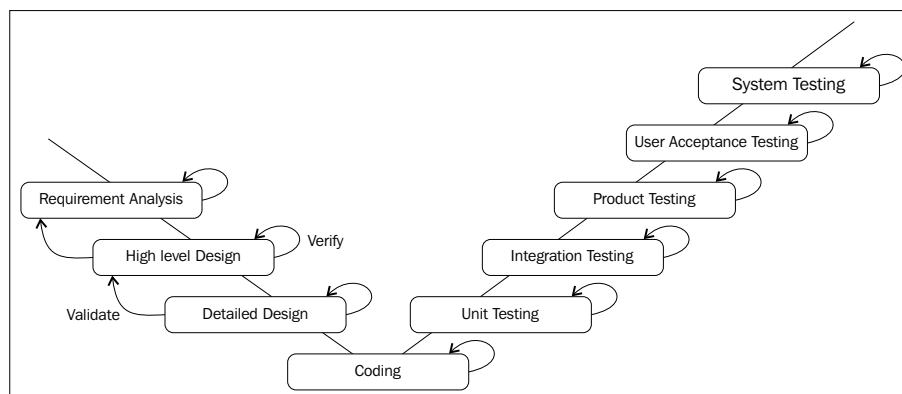 System Testing
User Acceptance Testing
Requirement Analysis
Product Testing
High level Design
Verify
Integration Testing
Validate
Detailed Design
Unit Testing
Coding